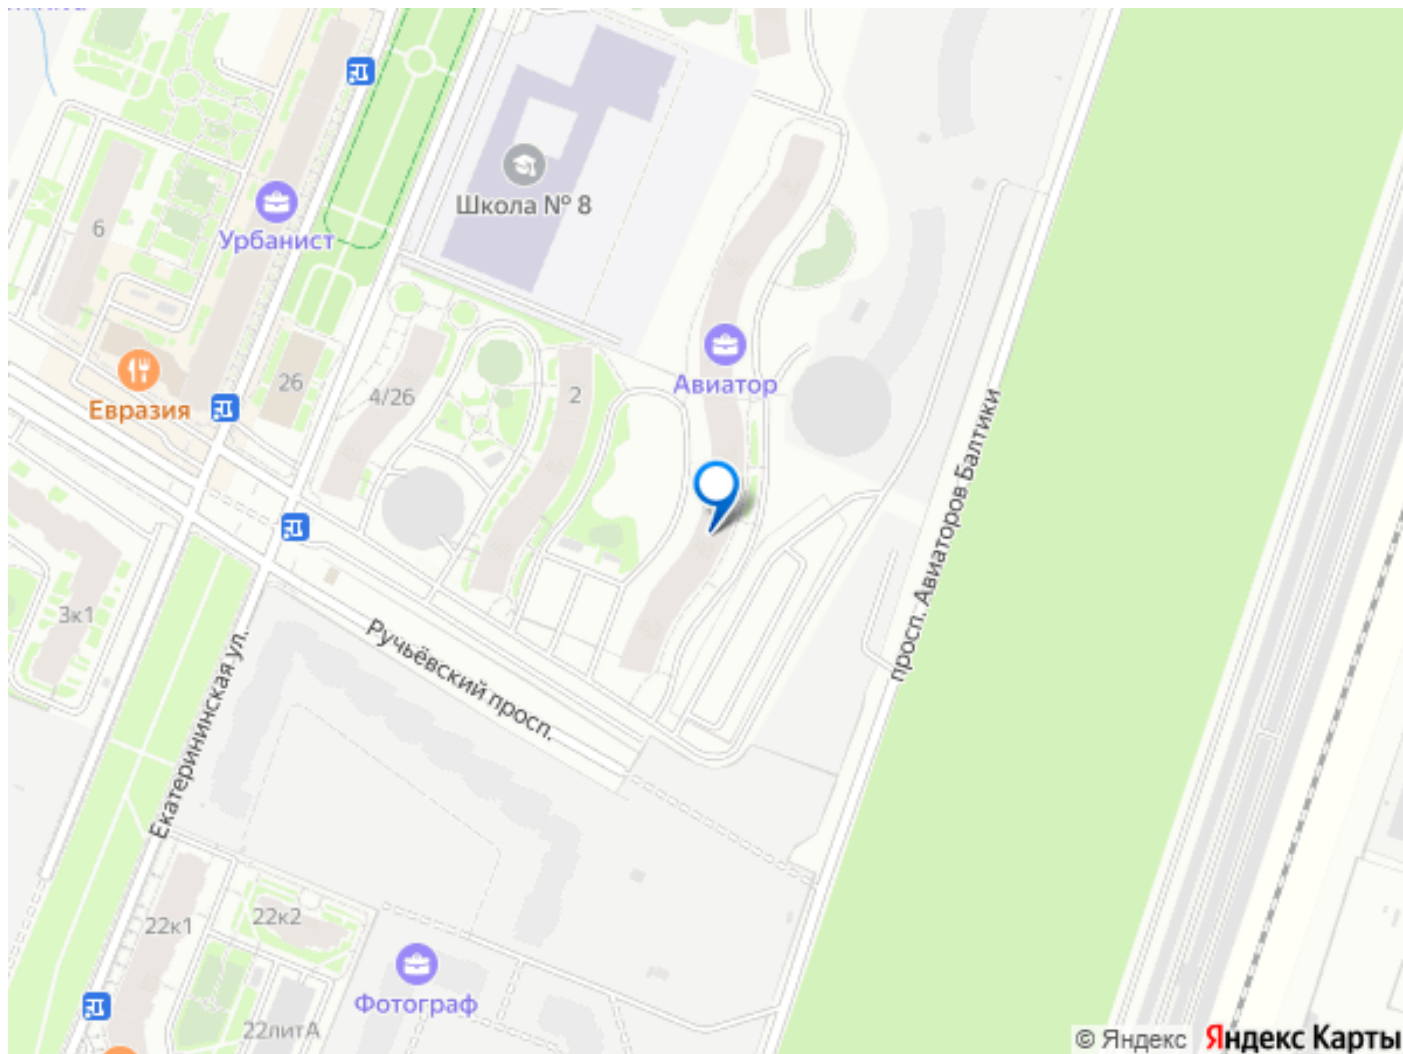 Школа № 8
6
Урбанист
Авиатор
26
4/26
2
Евразия
просп. Авиаторов Балтики
3к1
Ручьёвский просп.
Екатерининская ул.
22к1
22к2
Фотограф
22литА
© Яндекс Яндекс Карты